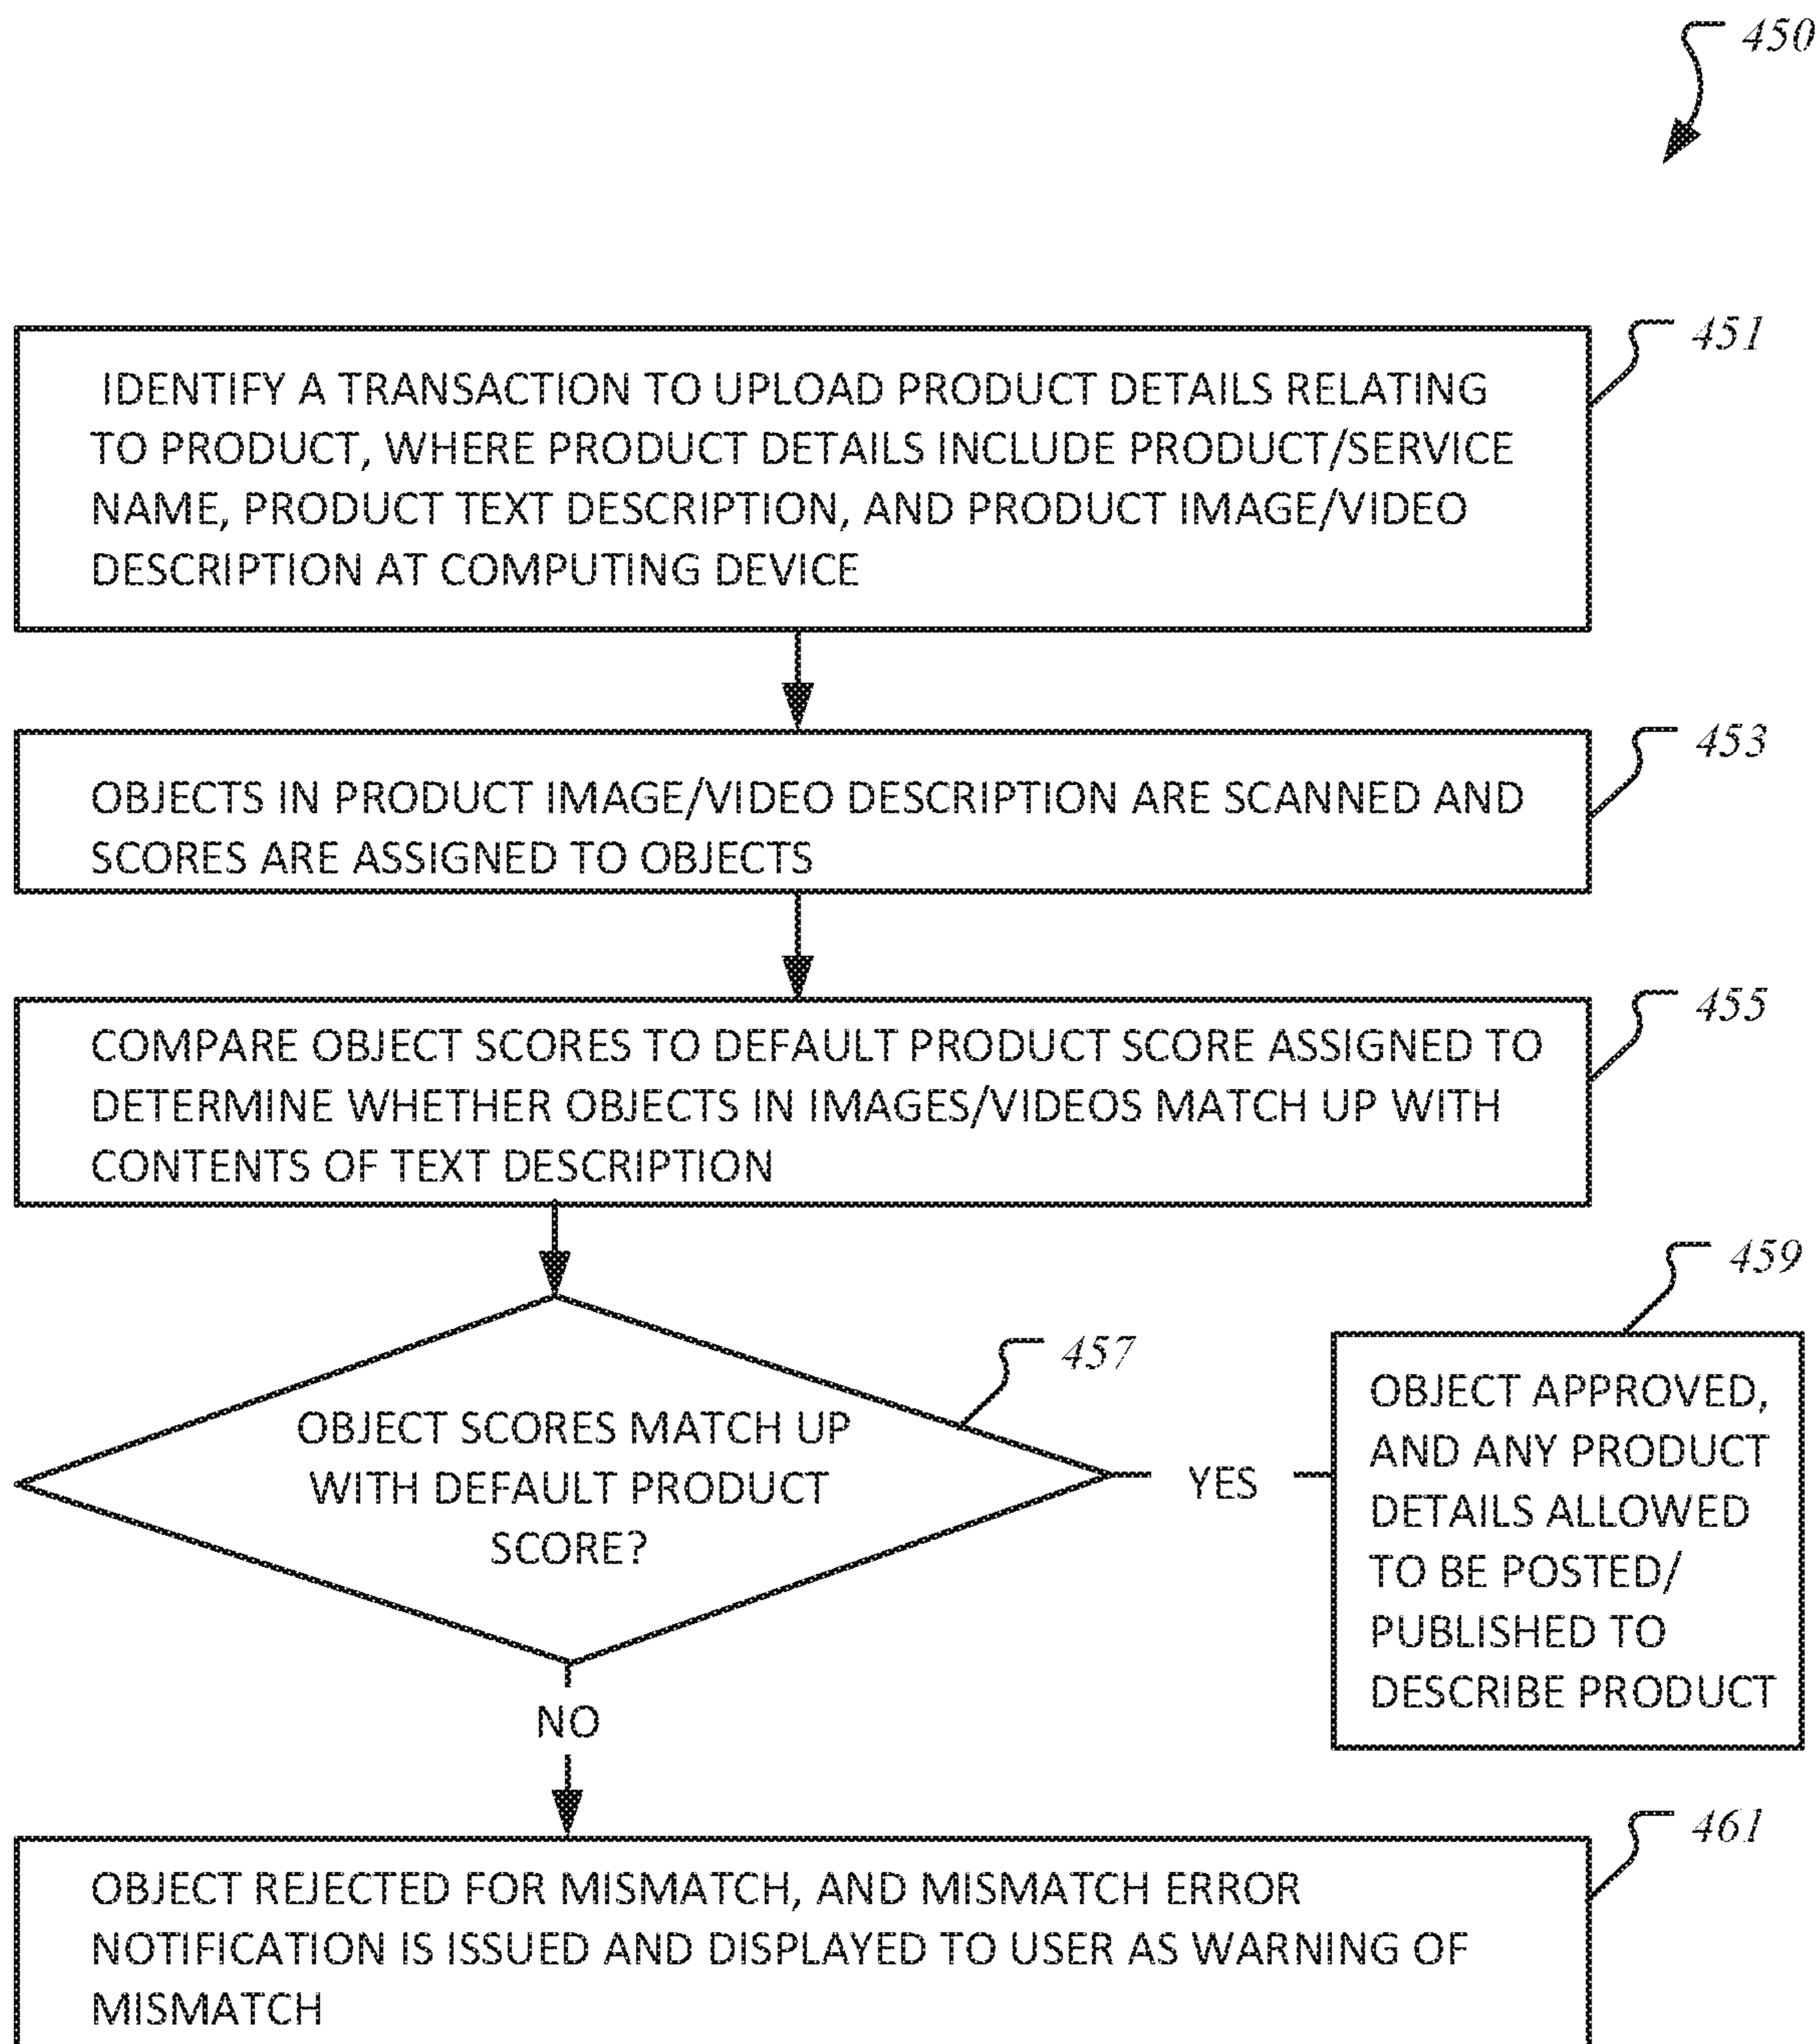 450
451
IDENTIFY A TRANSACTION TO UPLOAD PRODUCT DETAILS RELATING
TO PRODUCT, WHERE PRODUCT DETAILS INCLUDE PRODUCT/SERVICE
NAME, PRODUCT TEXT DESCRIPTION, AND PRODUCT IMAGE/VIDEO
DESCRIPTION AT COMPUTING DEVICE
453
OBJECTS IN PRODUCT IMAGE/VIDEO DESCRIPTION ARE SCANNED AND
SCORES ARE ASSIGNED TO OBJECTS
455
COMPARE OBJECT SCORES TO DEFAULT PRODUCT SCORE ASSIGNED TO
DETERMINE WHETHER OBJECTS IN IMAGES/VIDEOS MATCH UP WITH
CONTENTS OF TEXT DESCRIPTION
457
OBJECT SCORES MATCH UP
WITH DEFAULT PRODUCT
SCORE?
YES
459
OBJECT APPROVED,
AND ANY PRODUCT
DETAILS ALLOWED
TO BE POSTED/
PUBLISHED TO
DESCRIBE PRODUCT
NO
461
OBJECT REJECTED FOR MISMATCH, AND MISMATCH ERROR
NOTIFICATION IS ISSUED AND DISPLAYED TO USER AS WARNING OF
MISMATCH